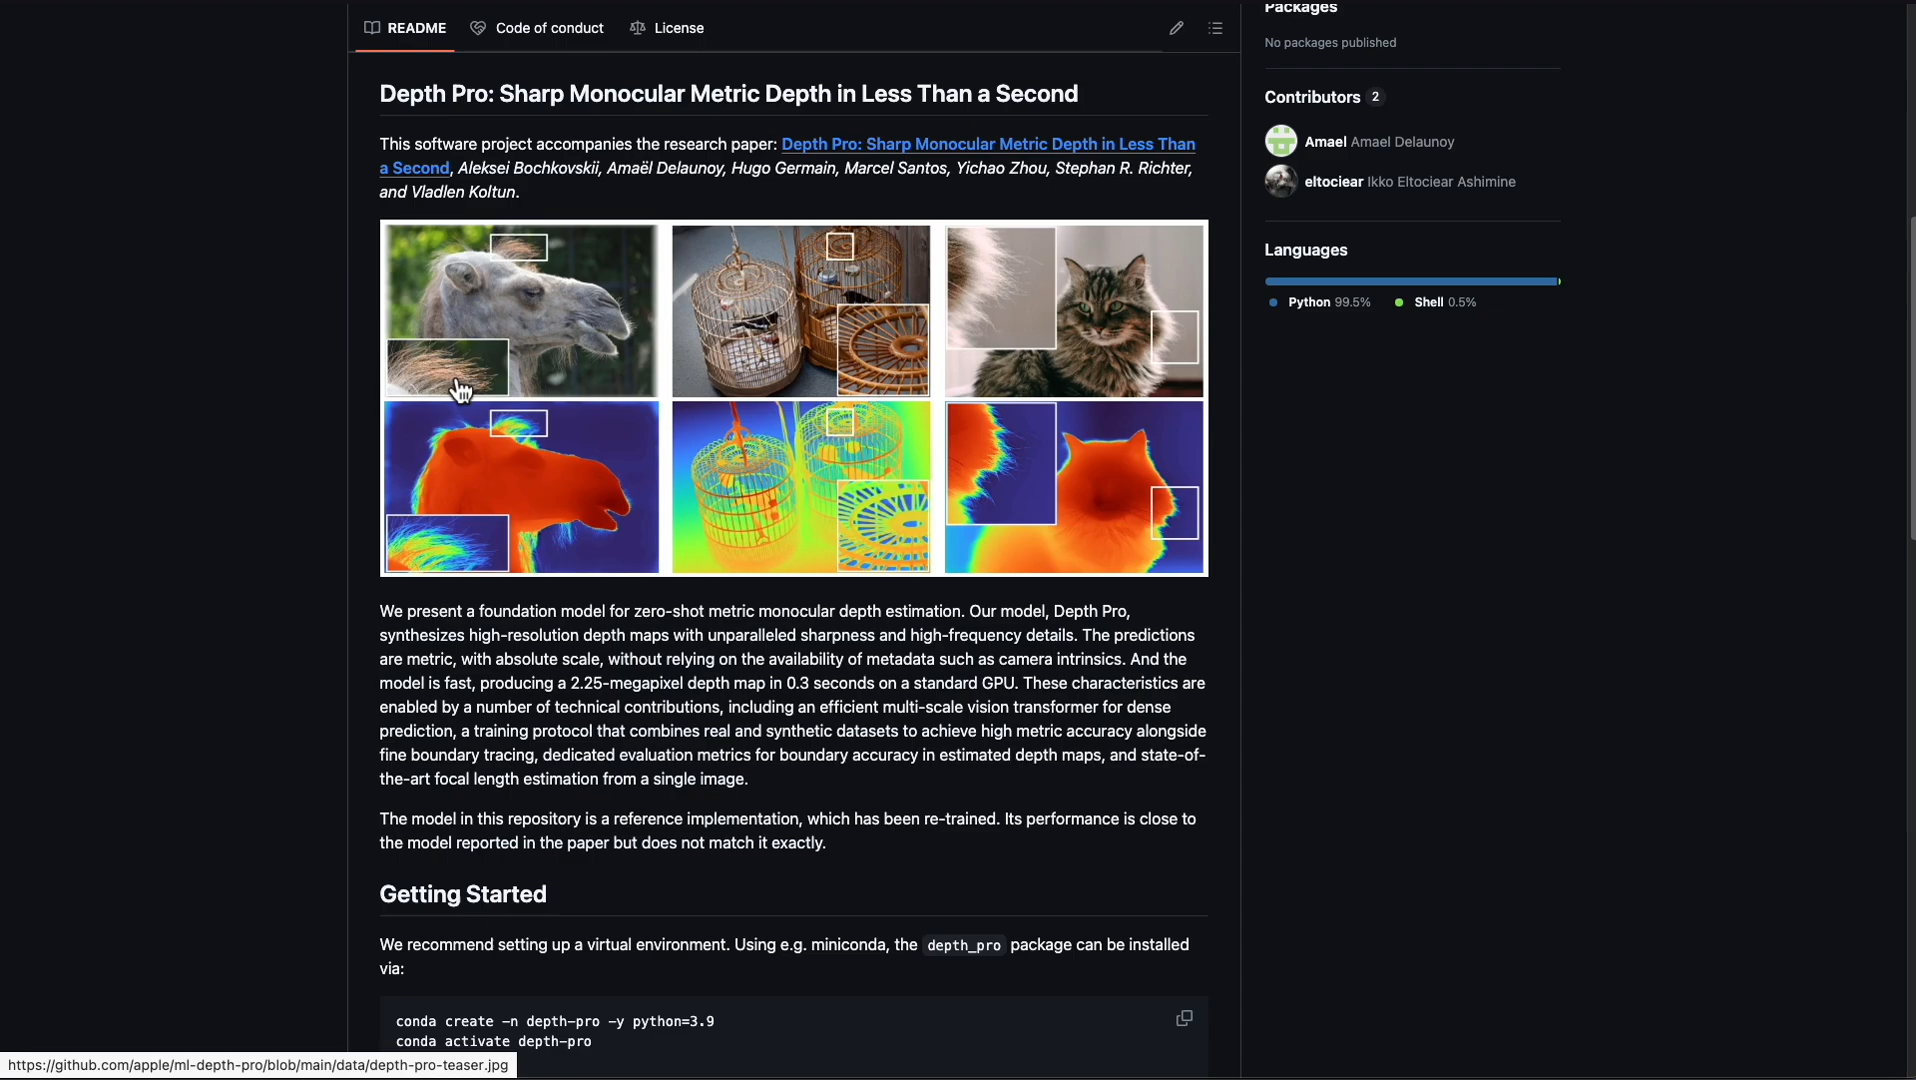 README
Code of conduct
License
Depth Pro: Sharp Monocular Metric Depth in Less Than a Second
This software project accompanies the research paper: Depth Pro: Sharp Monocular Metric Depth in Less Than
a Second, Aleksei Bochkovskii, Amaël Delaunoy, Hugo Germain, Marcel Santos, Yichao Zhou, Stephan R. Richter,
and Vladlen Koltun.
We present a foundation model for zero-shot metric monocular depth estimation. Our model, Depth Pro,
synthesizes high-resolution depth maps with unparalleled sharpness and high-frequency details. The predictions
are metric, with absolute scale, without relying on the availability of metadata such as camera intrinsics. And the
model is fast, producing a 2.25-megapixel depth map in 0.3 seconds on a standard GPU. These characteristics are
enabled by a number of technical contributions, including an efficient multi-scale vision transformer for dense
prediction, a training protocol that combines real and synthetic datasets to achieve high metric accuracy alongside
fine boundary tracing, dedicated evaluation metrics for boundary accuracy in estimated depth maps, and state-of-
the-art focal length estimation from a single image.
The model in this repository is a reference implementation, which has been re-trained. Its performance is close to
the model reported in the paper but does not match it exactly.
Getting Started
We recommend setting up a virtual environment. Using e.g. miniconda, the depth_pro package can be installed
via:
conda create -n depth-pro -y python=3.9
conda activate depth-pro
https://github.com/apple/ml-depth-pro/blob/main/data/depth-pro-teaser.jpg
Packages
No packages published
Contributors 2
Amael Amael Delaunoy
eltociear Ikko Eltociear Ashimine
Languages
Python 99.5%
Shell 0.5%